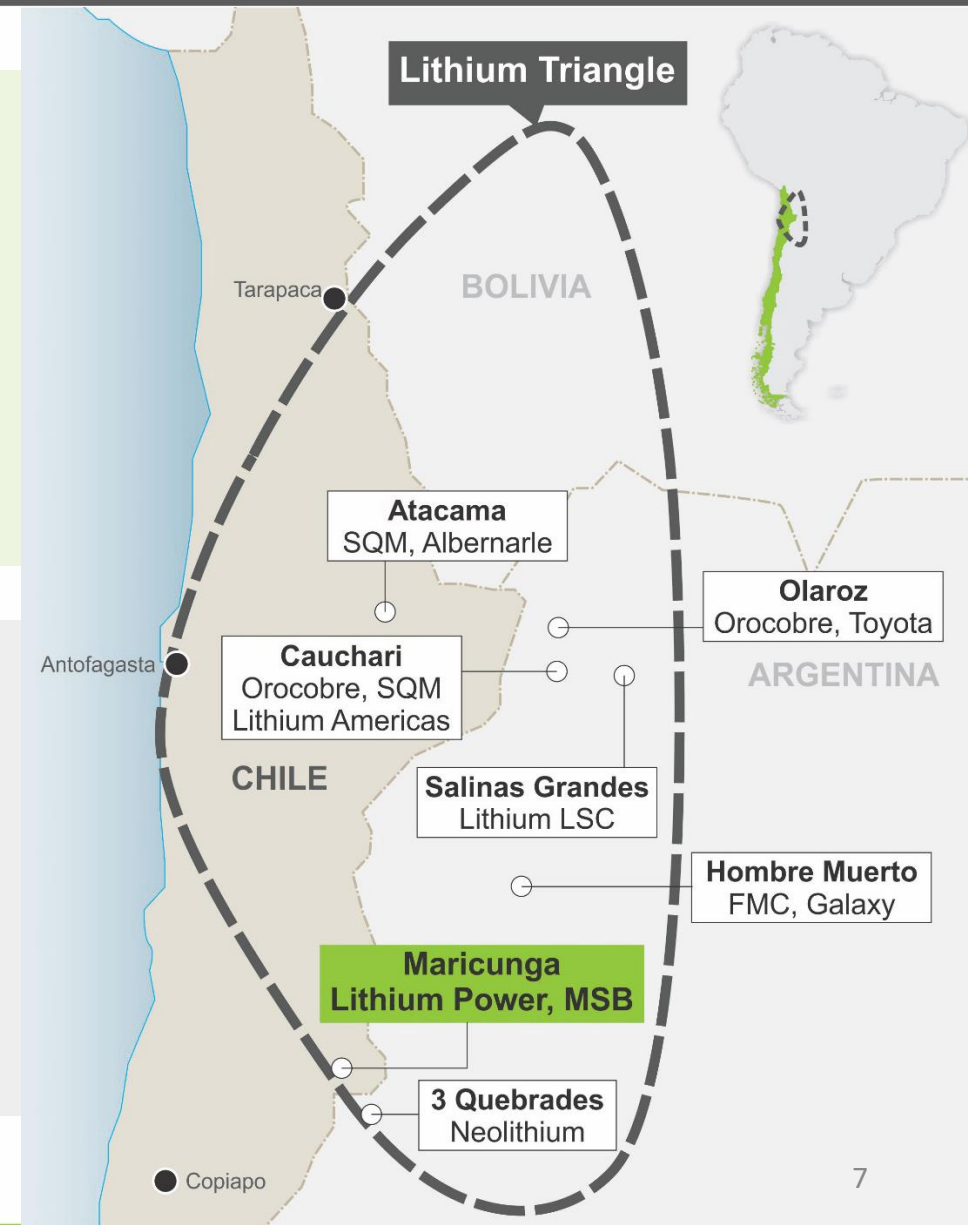 Lithium Triangle
Tarapaca
BOLIVIA
Atacama
SQM, Albernarle
Olaroz
Orocobre, Toyota
Antofagasta
Cauchari
Orocobre, SQM
Lithium Americas
ARGENTINA
CHILE
Salinas Grandes
Lithium LSC
Hombre Muerto
FMC, Galaxy
Maricunga
Lithium Power, MSB
3 Quebrades
Neolithium
Copiapo
7